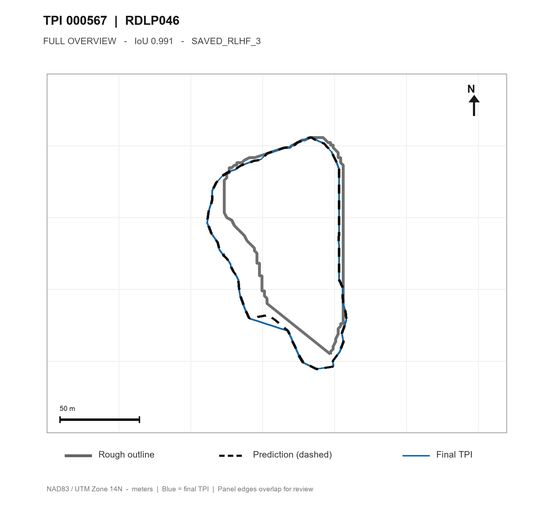 TPI 000567 | RDLP046
FULL OVERVIEW - IoU 0.991 - SAVED_RLHF_3
N
50 m
Rough outline
Prediction (dashed)
Final TPI
NAD83 / UTM Zone 14N - meters | Blue = final TPI | Panel edges overlap for review